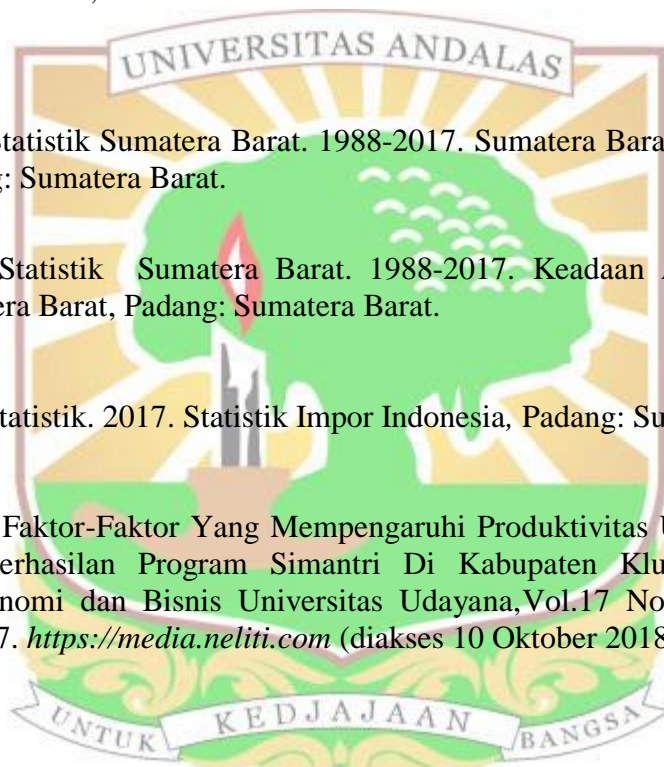 UNIVERSITAS ANDALAS
Statistik Sumatera Barat. 1988-2017. Sumatera Bara
g: Sumatera Barat.
Statistik Sumatera Barat. 1988-2017. Keadaan
era Barat, Padang: Sumatera Barat.
tatistik. 2017. Statistik Impor Indonesia, Padang: Su
Faktor-Faktor Yang Mempengaruhi Produktivitas
erhasilan Program Simantri Di Kabupaten Klu
nomi dan Bisnis Universitas Udayana,Vol.17 No
7. https://media.neliti.com (diakses 10 Oktober 2018
UNTUK KEDJAJAAN BANGSA